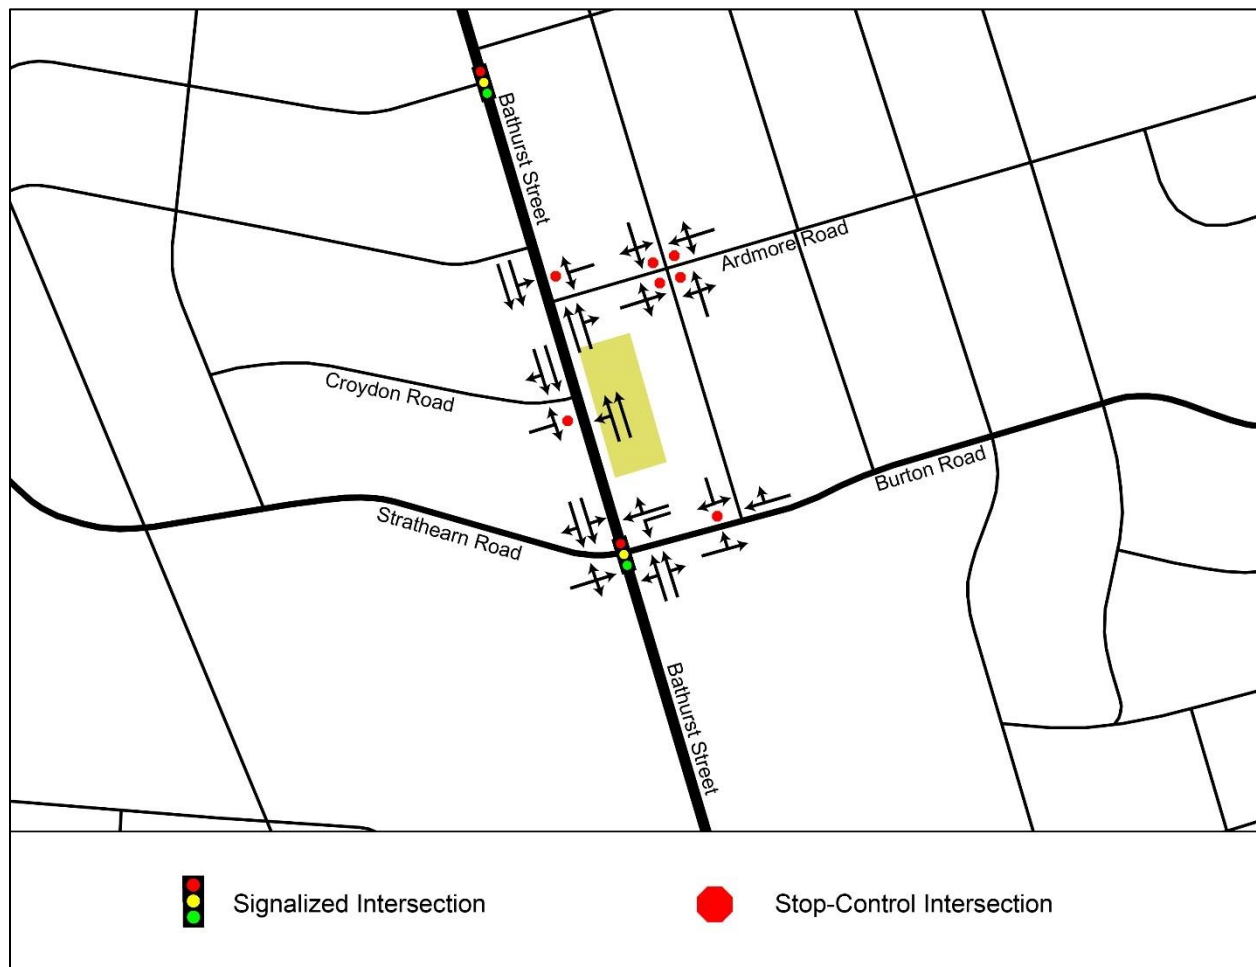 Bathurst Street
Ardmore Road
Croydon Road
Burton Road
Strathearn Road
Bathurst Street
Signalized Intersection
Stop-Control Intersection